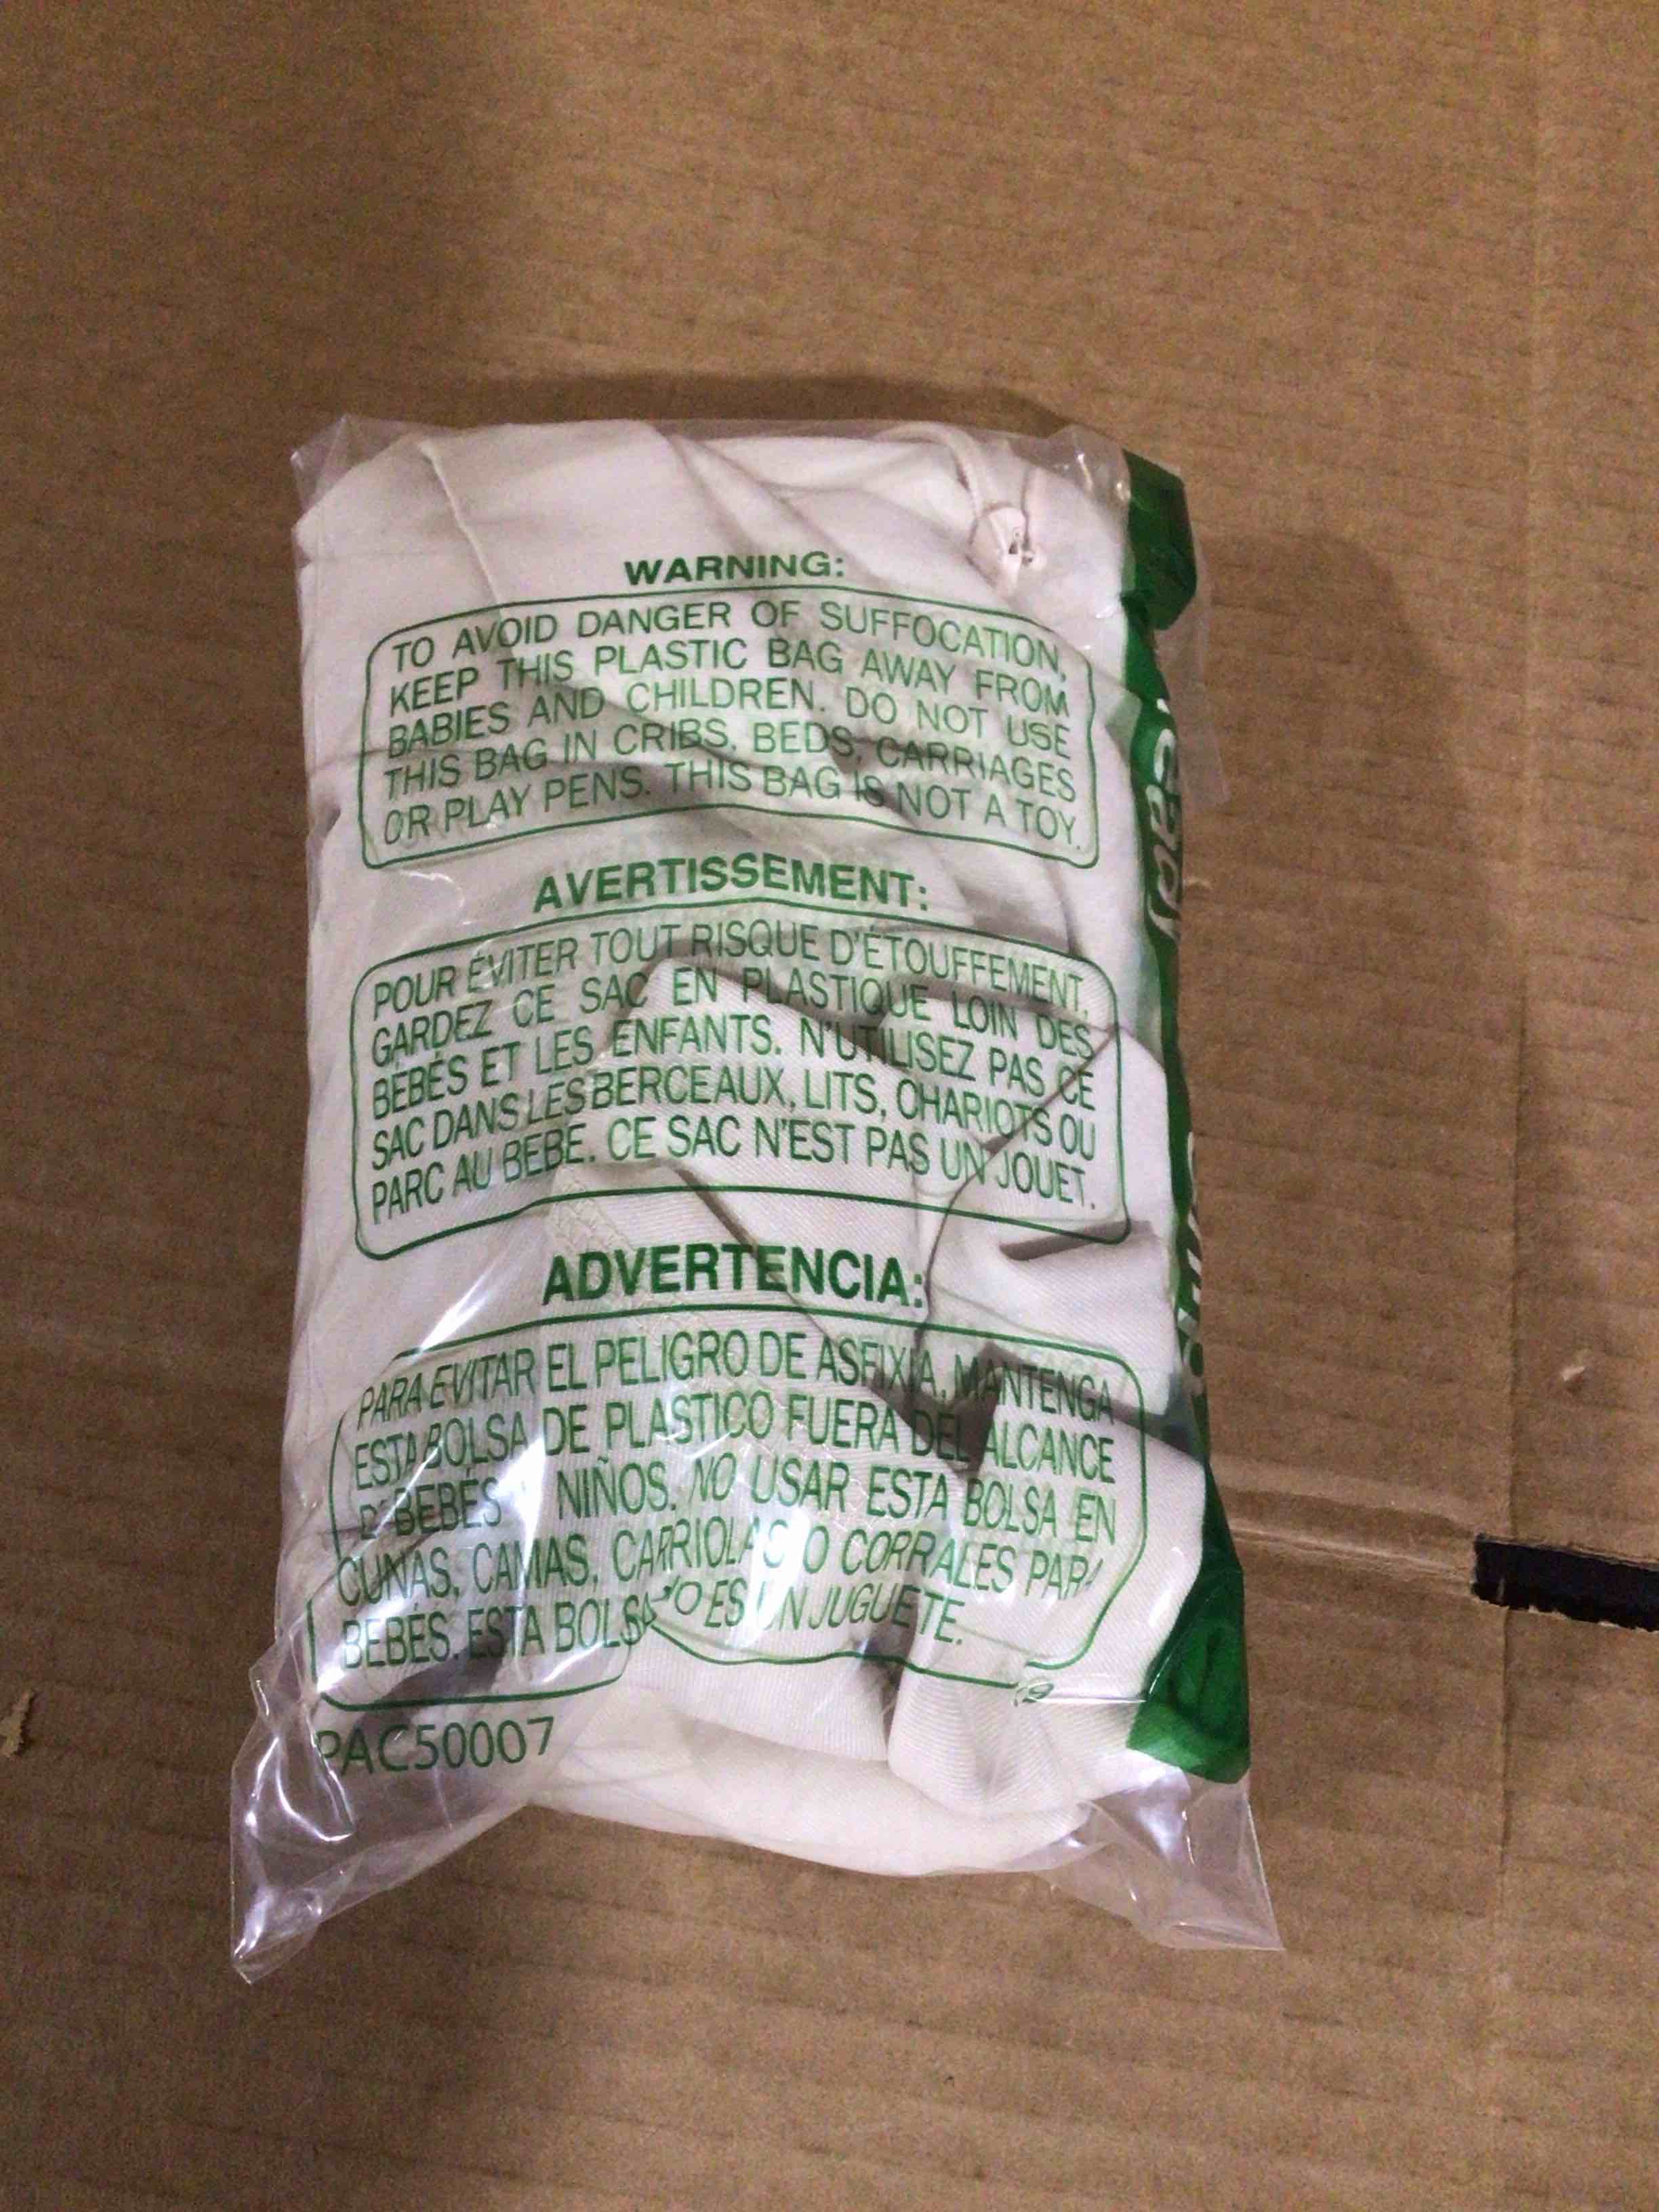 WARNING:
TO AVOID DANGER OF SUFFOCATION,
KEEP THIS PLASTIC BAG AWAY FROM
BABIES AND CHILDREN. DO NOT USE
THIS BAG IN CRIBS, BEDS, CARRIAGES
OR PLAY PENS. THIS BAG IS NOT A TOY.
AVERTISSEMENT:
POUR ÉVITER TOUT RISQUE D'ÉTOUFFEMENT,
GARDEZ CE SAC EN PLASTIQUE LOIN DES
BÉBÉS ET LES ENFANTS. N'UTILISEZ PAS CE
SAC DANS LES BERCEAUX, LITS, CHARIOTS OU
PARC AU BEBE. CE SAC N'EST PAS UN JOUET.
ADVERTENCIA:
PARA EVITAR EL PELIGRO DE ASFIXIA, MANTENGA
ESTA BOLSA DE PLASTICO FUERA DEL ALCANCE
BEBÉS NIÑOS. NO USAR ESTA BOLSA EN
CUNAS, CAMAS, CARRIOLAS O CORRALES PARA
BEBÉS. ESTA BOLSA NO ES UN JUGUETE.
PAC50007